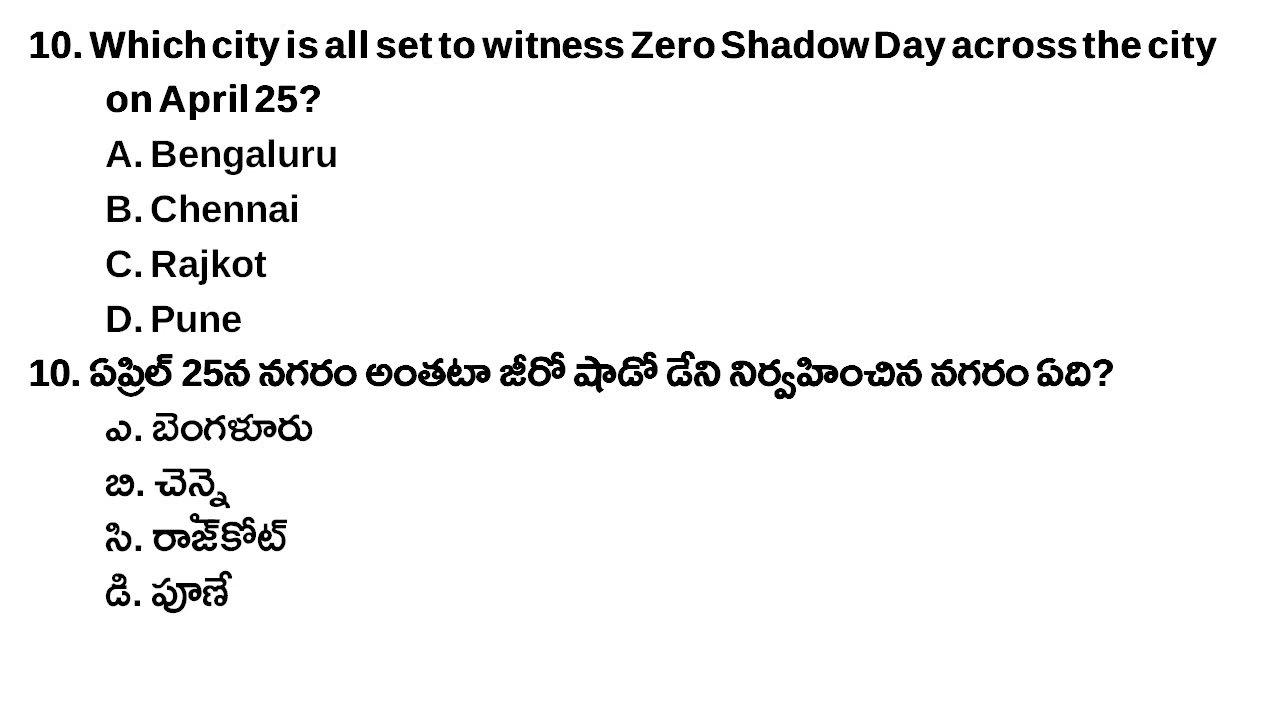 10. Which city is all set to witness Zero Shadow Day across the city
on April 25?
A. Bengaluru
B. Chennai
C. Rajkot
D. Pune
10. ఏప్రిల్ 25న నగరం అంతటా జీరో షాడో డేని నిర్వహించిన నగరం ఏది?
ఎ. బెంగళూరు
బి. చెన్నై
సి. రాజ్‌కోట్
డి. పూణే